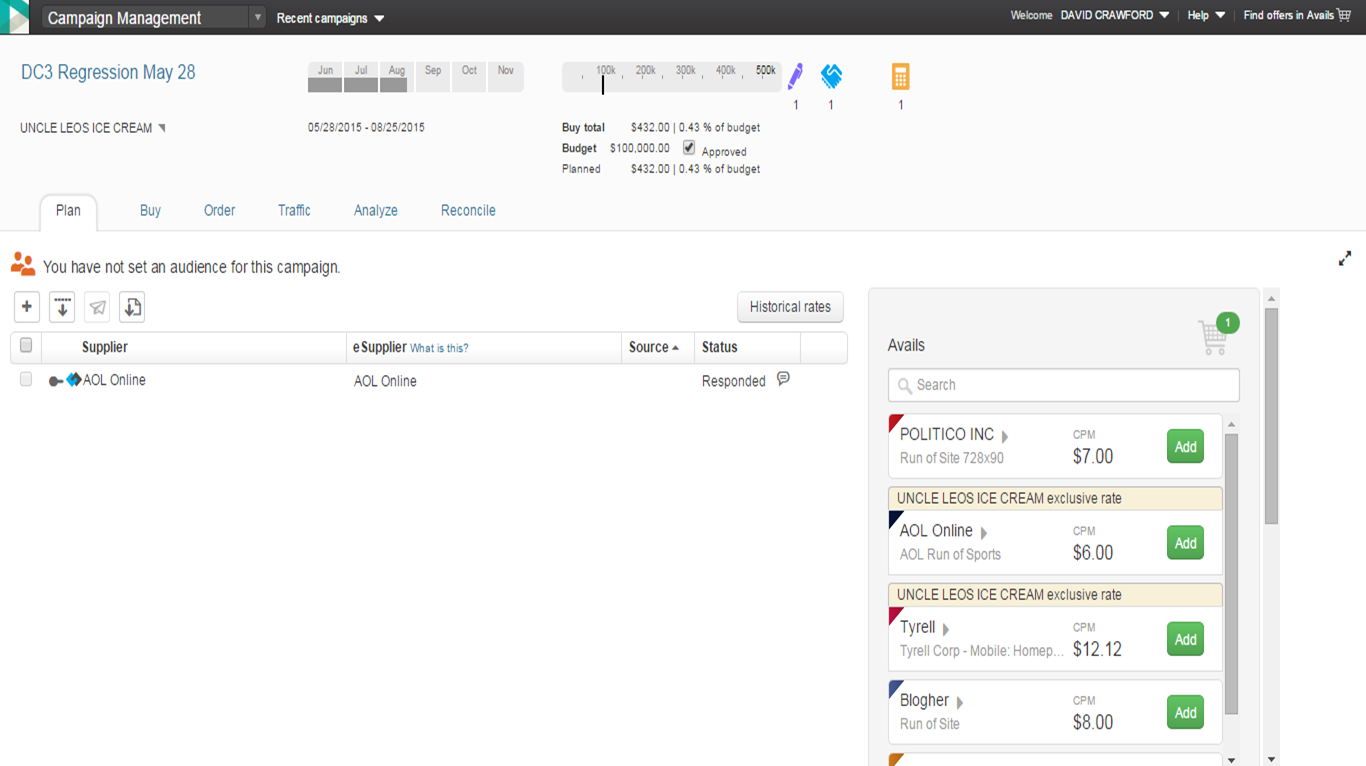 Campaign Management
Recent campaigns
Welcome DAVID CRAWFORD | Help | Find offers in Avails
DC3 Regression May 28
Jun Jul Aug Sep Oct Nov
100k 200k 300k 400k 500k
1 1 1
UNCLE LEOS ICE CREAM
05/28/2015 - 08/25/2015
Buy total $432.00 | 0.43 % of budget
Budget $100,000.00 Approved
Planned $432.00 | 0.43 % of budget
Plan Buy Order Traffic Analyze Reconcile
You have not set an audience for this campaign.
Historical rates
Supplier eSupplier What is this? Source Status
AOL Online AOL Online Responded
1
Avails
Search
POLITICO INC CPM
Run of Site 728x90 $7.00 Add
UNCLE LEOS ICE CREAM exclusive rate
AOL Online CPM
AOL Run of Sports $6.00 Add
UNCLE LEOS ICE CREAM exclusive rate
Tyrell CPM
Tyrell Corp - Mobile: Homep... $12.12 Add
Blogher CPM
Run of Site $8.00 Add